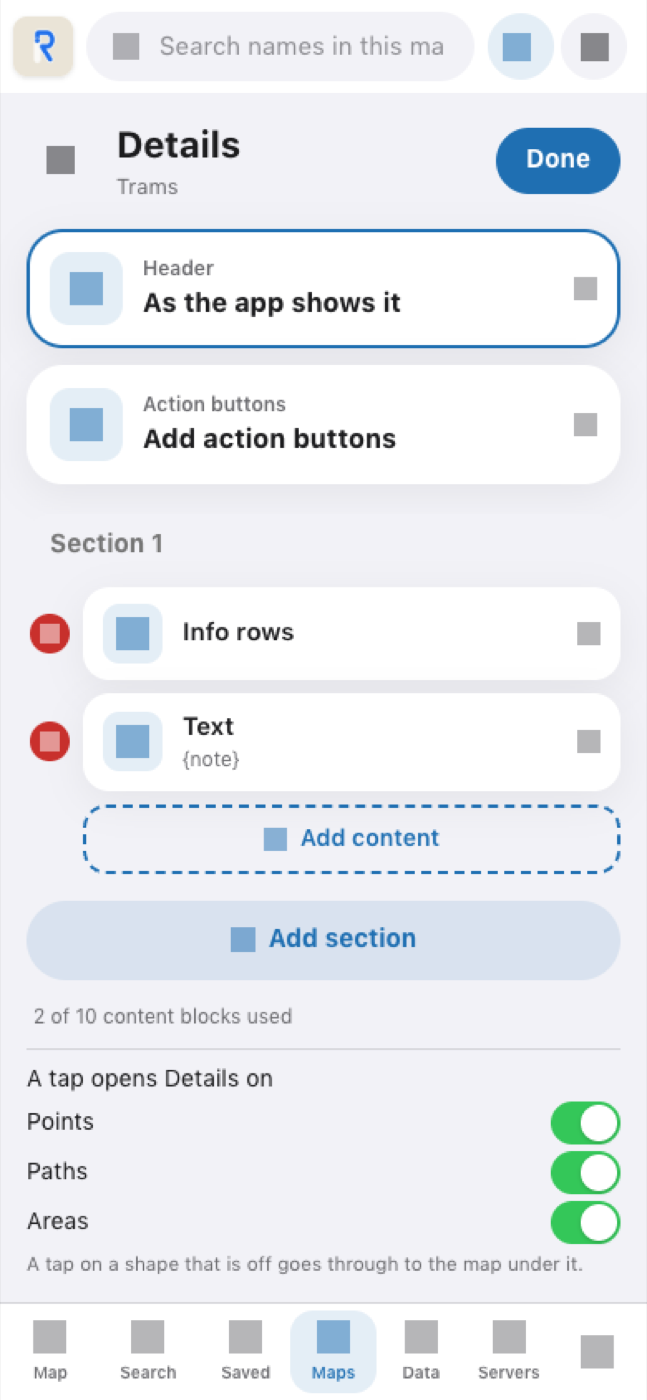 Search names in this ma
Details
Trams
Done
Header
As the app shows it
Action buttons
Add action buttons
Section 1
Info rows
Text
{note}
Add content
Add section
2 of 10 content blocks used
A tap opens Details on
Points
Paths
Areas
A tap on a shape that is off goes through to the map under it.
Map
Search
Saved
Maps
Data
Servers